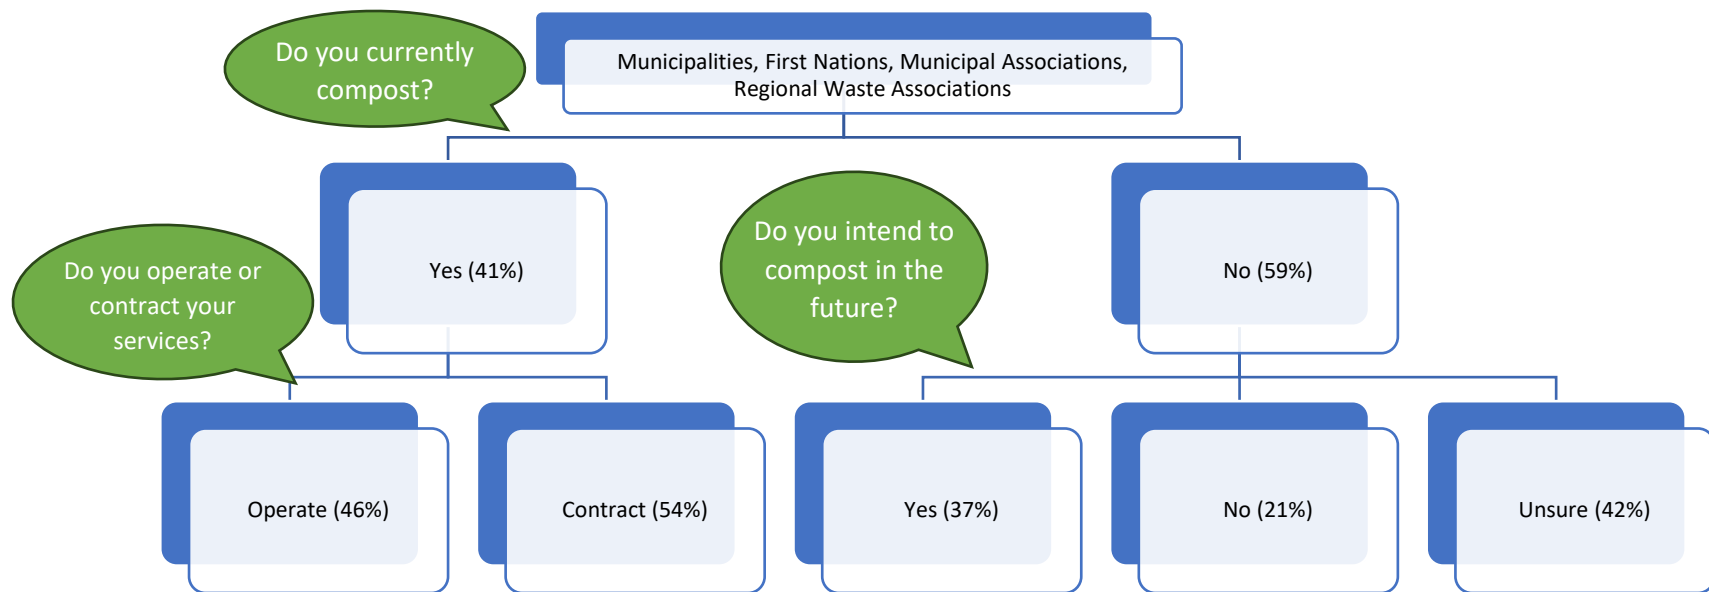 Do you currently
compost?
Municipalities, First Nations, Municipal Associations,
Regional Waste Associations
Do you operate or
contract your
services?
Yes (41%)
Do you intend to
compost in the
future?
No (59%)
Operate (46%)
Contract (54%)
Yes (37%)
No (21%)
Unsure (42%)